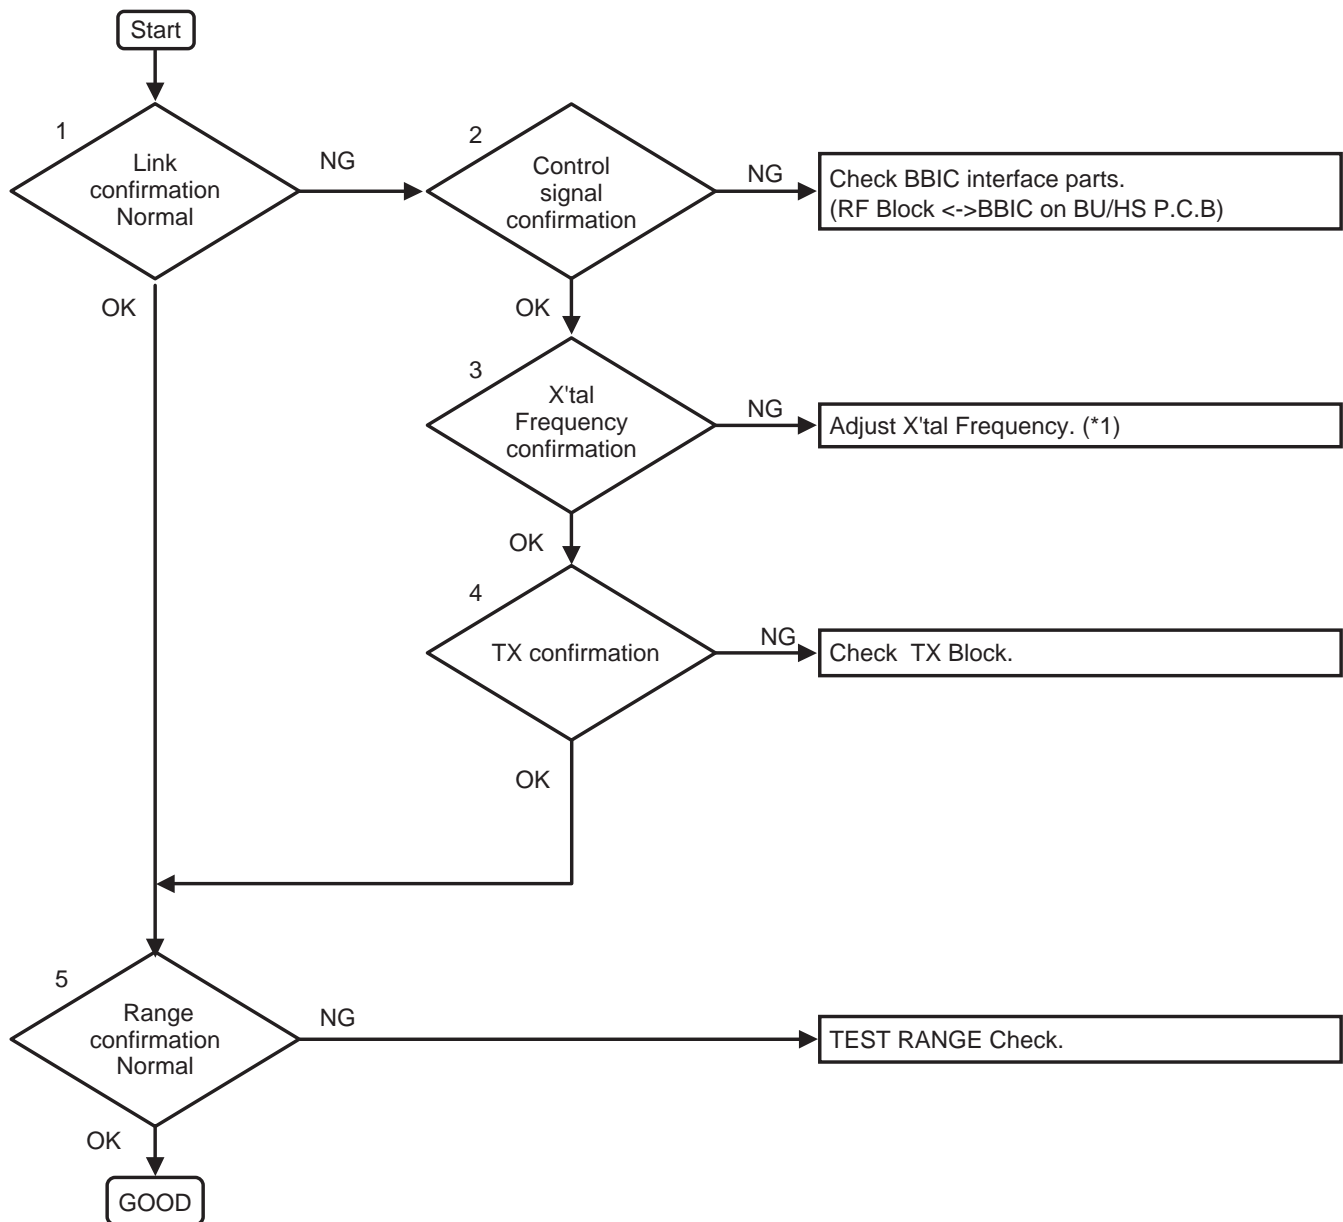 Start
1
Link
confirmation
Normal
NG
OK
2
Control
signal
confirmation
NG
Check BBIC interface parts.
(RF Block <->BBIC on BU/HS P.C.B)
OK
3
X'tal
Frequency
confirmation
NG
Adjust X'tal Frequency. (*1)
OK
4
TX confirmation
NG
Check  TX Block.
OK
5
Range
confirmation
Normal
NG
TEST RANGE Check.
OK
GOOD